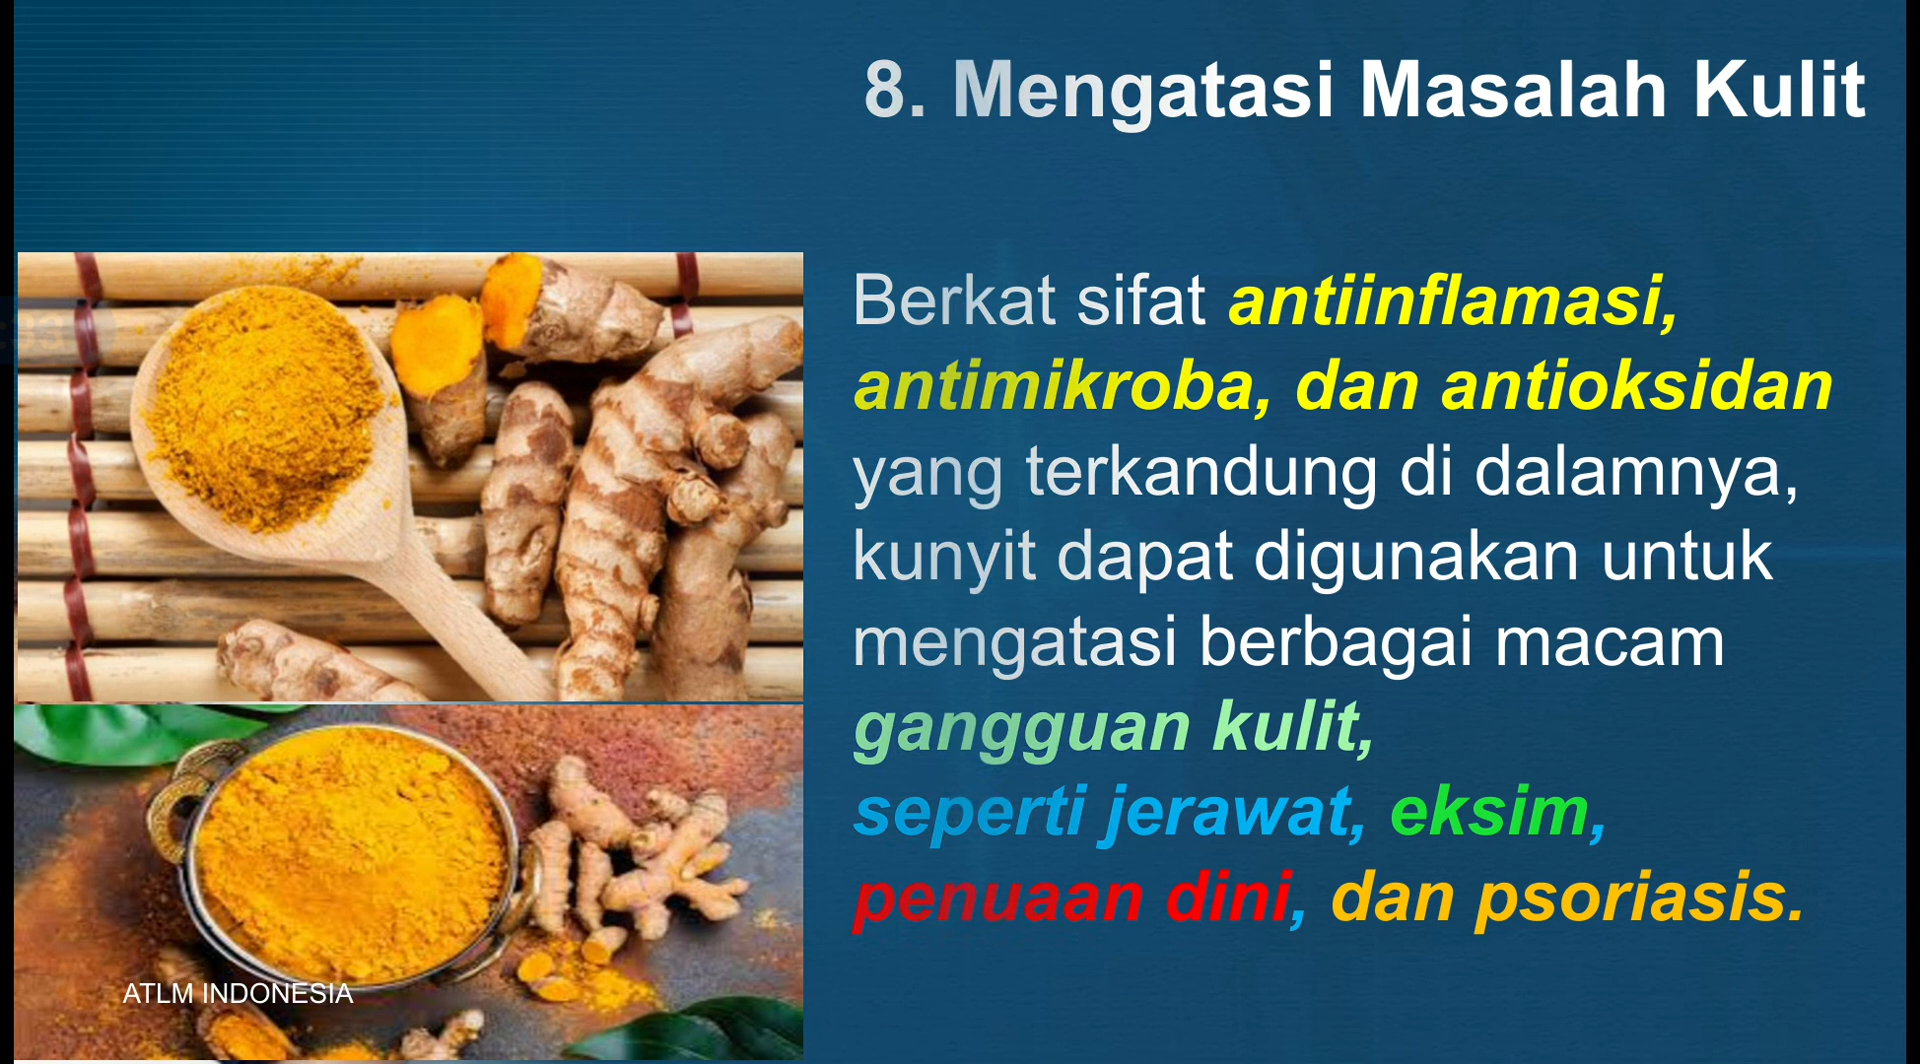 8. Mengatasi Masalah Kulit
Berkat sifat antiinflamasi,
antimikroba, dan antioksidan
yang terkandung di dalamnya,
kunyit dapat digunakan untuk
mengatasi berbagai macam
gangguan kulit,
seperti jerawat, eksim,
penuaan dini, dan psoriasis.
ATLM INDONESIA